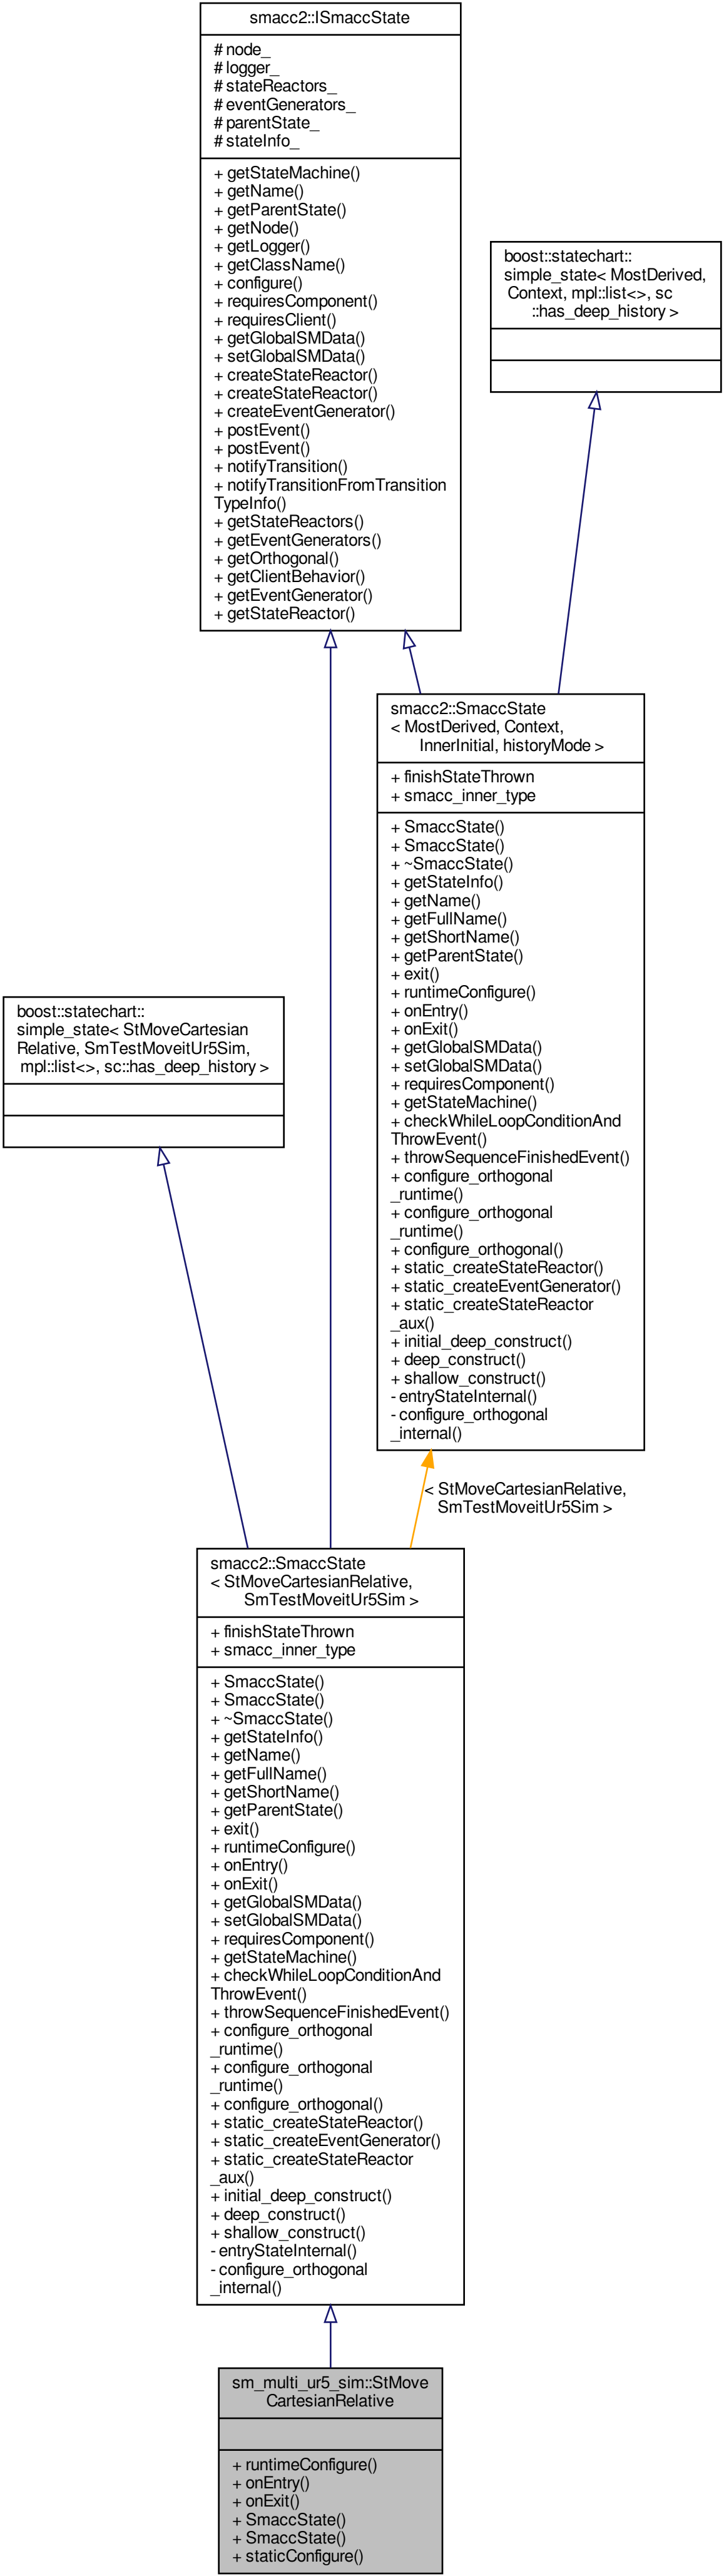 smacc2::ISmaccState
# node_
# logger_
# stateReactors_
# eventGenerators_
# parentState_
# stateInfo_
+ getStateMachine()
+ getName()
+ getParentState()
+ getNode()
+ getLogger()
+ getClassName()
+ configure()
+ requiresComponent()
+ requiresClient()
+ getGlobalSMData()
+ setGlobalSMData()
+ createStateReactor()
+ createStateReactor()
+ createEventGenerator()
+ postEvent()
+ postEvent()
+ notifyTransition()
+ notifyTransitionFromTransition
TypeInfo()
+ getStateReactors()
+ getEventGenerators()
+ getOrthogonal()
+ getClientBehavior()
+ getEventGenerator()
+ getStateReactor()
boost::statechart::
simple_state< MostDerived,
Context, mpl::list<>, sc
::has_deep_history >
smacc2::SmaccState
< MostDerived, Context,
InnerInitial, historyMode >
+ finishStateThrown
+ smacc_inner_type
+ SmaccState()
+ SmaccState()
+ ~SmaccState()
+ getStateInfo()
+ getName()
+ getFullName()
+ getShortName()
+ getParentState()
+ exit()
+ runtimeConfigure()
+ onEntry()
+ onExit()
+ getGlobalSMData()
+ setGlobalSMData()
+ requiresComponent()
+ getStateMachine()
+ checkWhileLoopConditionAnd
ThrowEvent()
+ throwSequenceFinishedEvent()
+ configure_orthogonal
_runtime()
+ configure_orthogonal
_runtime()
+ configure_orthogonal()
+ static_createStateReactor()
+ static_createEventGenerator()
+ static_createStateReactor
_aux()
+ initial_deep_construct()
+ deep_construct()
+ shallow_construct()
- entryStateInternal()
- configure_orthogonal
_internal()
boost::statechart::
simple_state< StMoveCartesian
Relative, SmTestMoveitUr5Sim,
mpl::list<>, sc::has_deep_history >
< StMoveCartesianRelative,
SmTestMoveitUr5Sim >
smacc2::SmaccState
< StMoveCartesianRelative,
SmTestMoveitUr5Sim >
+ finishStateThrown
+ smacc_inner_type
+ SmaccState()
+ SmaccState()
+ ~SmaccState()
+ getStateInfo()
+ getName()
+ getFullName()
+ getShortName()
+ getParentState()
+ exit()
+ runtimeConfigure()
+ onEntry()
+ onExit()
+ getGlobalSMData()
+ setGlobalSMData()
+ requiresComponent()
+ getStateMachine()
+ checkWhileLoopConditionAnd
ThrowEvent()
+ throwSequenceFinishedEvent()
+ configure_orthogonal
_runtime()
+ configure_orthogonal
_runtime()
+ configure_orthogonal()
+ static_createStateReactor()
+ static_createEventGenerator()
+ static_createStateReactor
_aux()
+ initial_deep_construct()
+ deep_construct()
+ shallow_construct()
- entryStateInternal()
- configure_orthogonal
_internal()
sm_multi_ur5_sim::StMove
CartesianRelative
+ runtimeConfigure()
+ onEntry()
+ onExit()
+ SmaccState()
+ SmaccState()
+ staticConfigure()